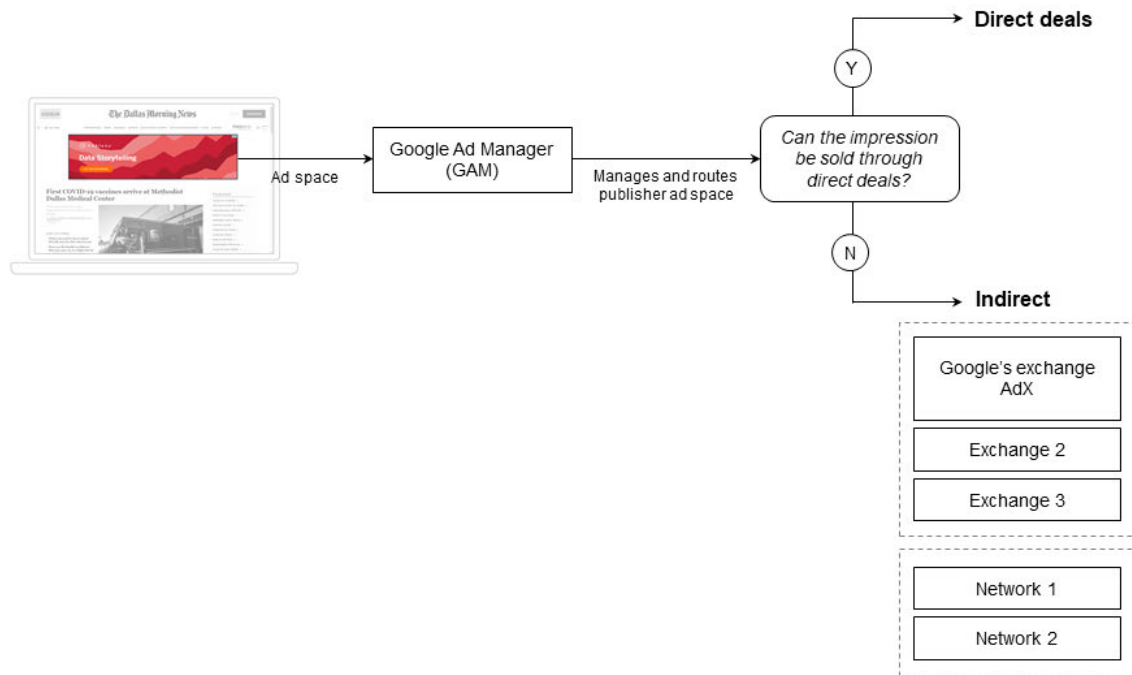 Direct deals
Y
The Dallas Morning News
Data Storytelling
Ad space
Google Ad Manager
(GAM)
Manages and routes
publisher ad space
Can the impression
be sold through
direct deals?
First COVID-19 vaccines arrive at Methodist
Dallas Medical Center
N
Indirect
Google's exchange
AdX
Exchange 2
Exchange 3
Network 1
Network 2